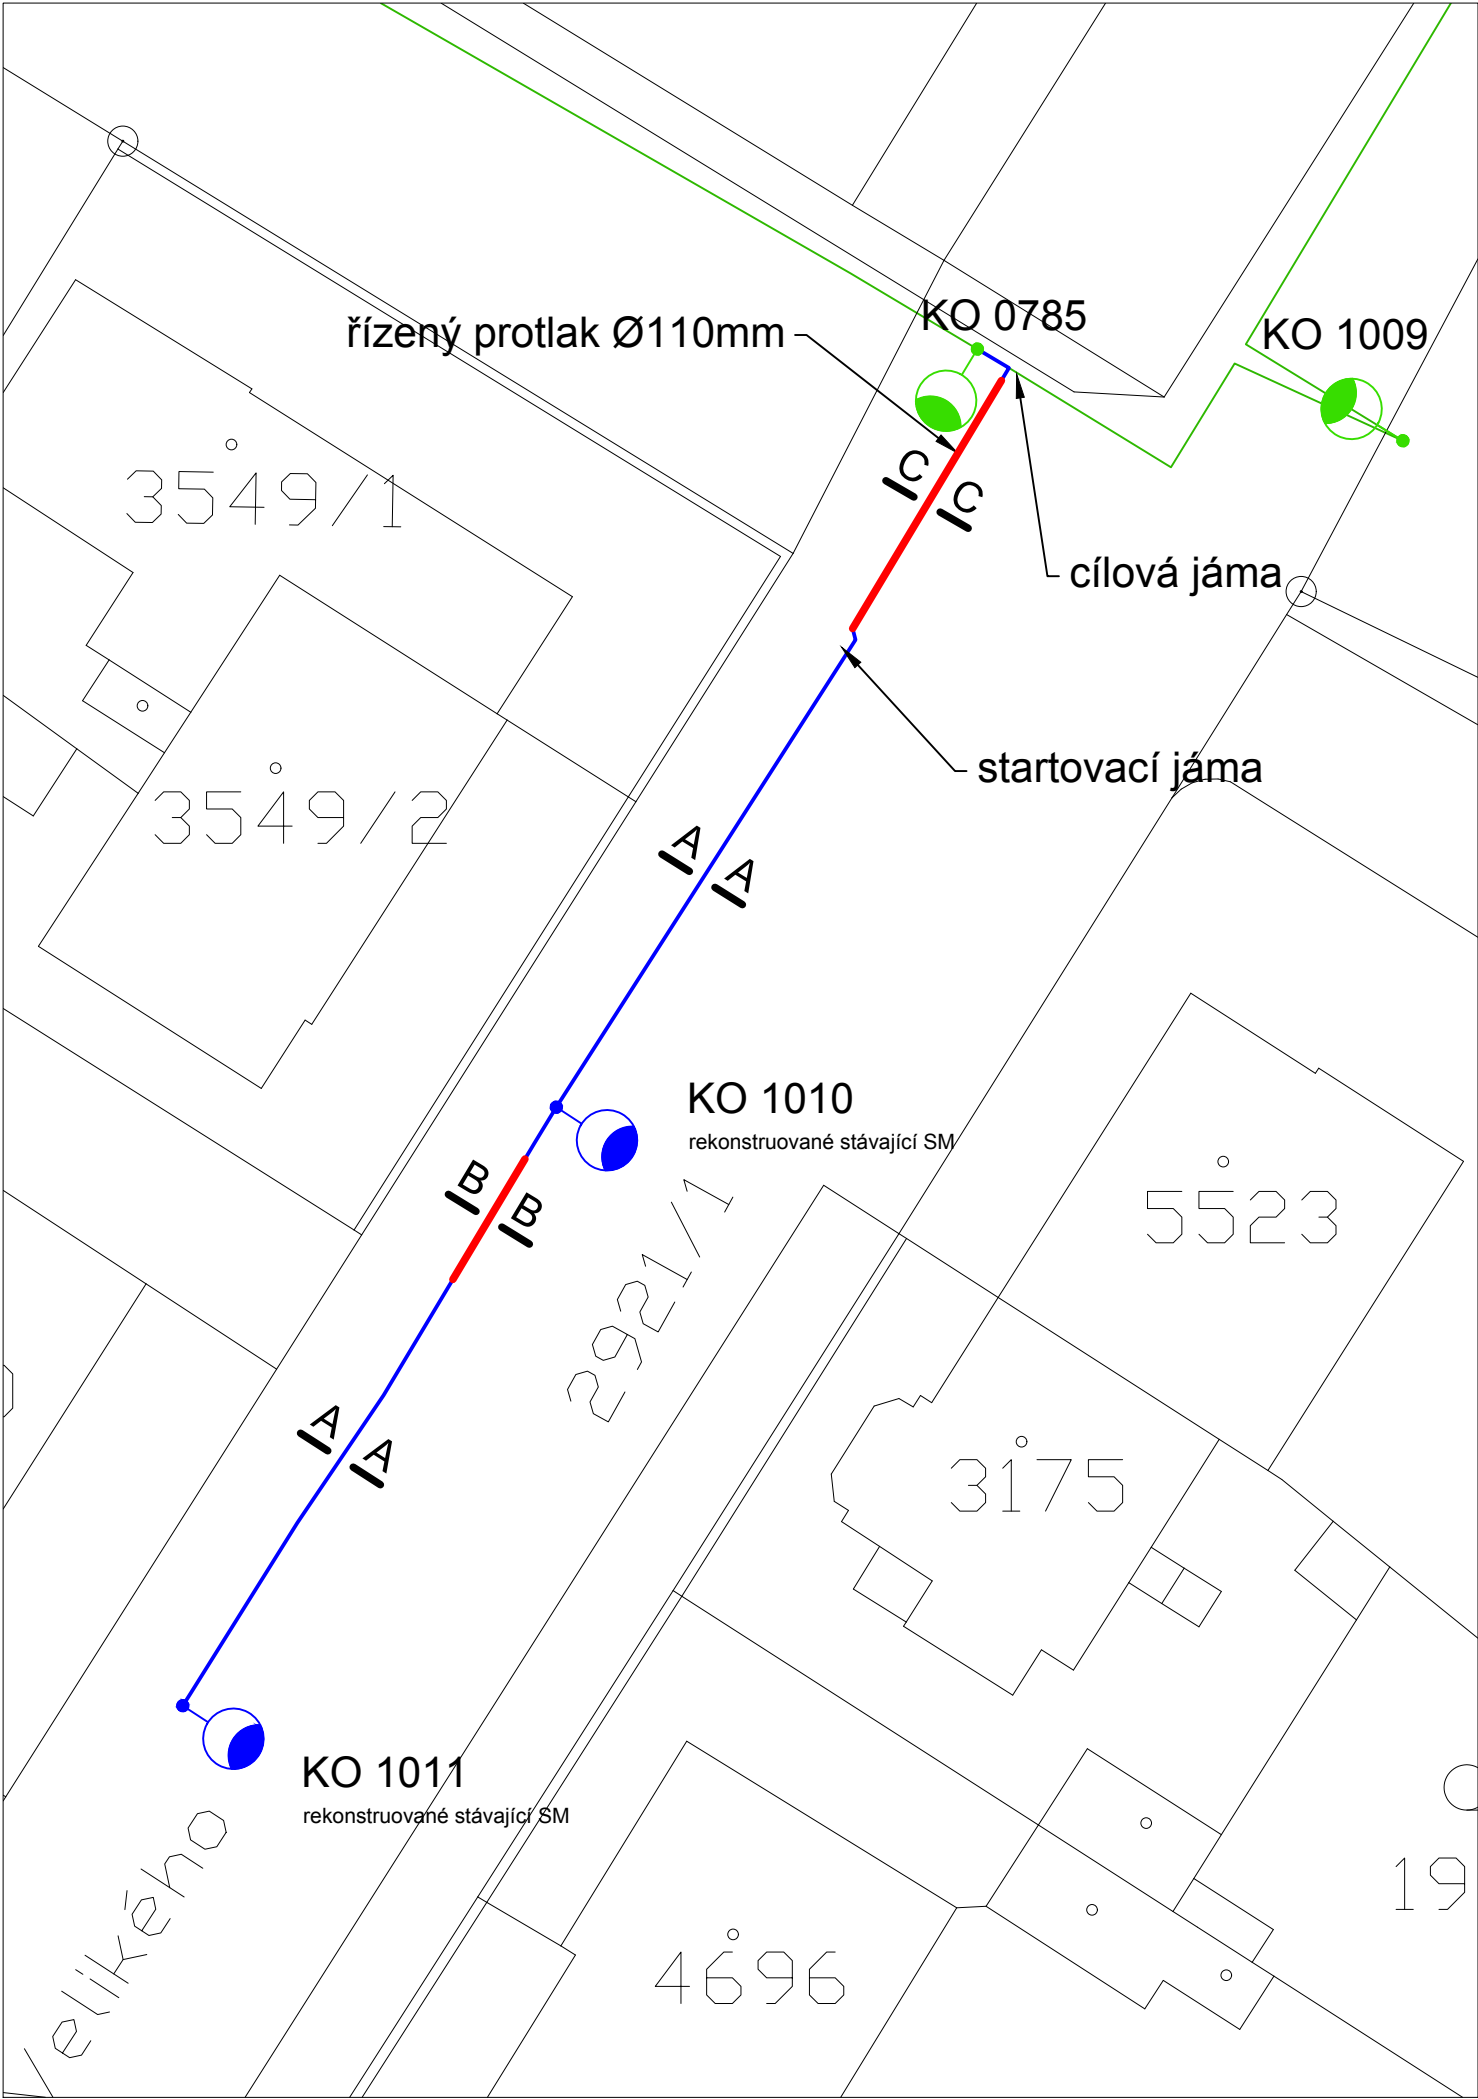 KO 0785
řízený protlak Ø110mm
KO 1009
C
C
3549/1
cílová jáma
startovací jáma
3549/2
A
A
KO 1010
rekonstruované stávající SM
B
B
5523
2921/1
A
A
3175
KO 1011
rekonstruované stávající SM
19
Velikého
4696